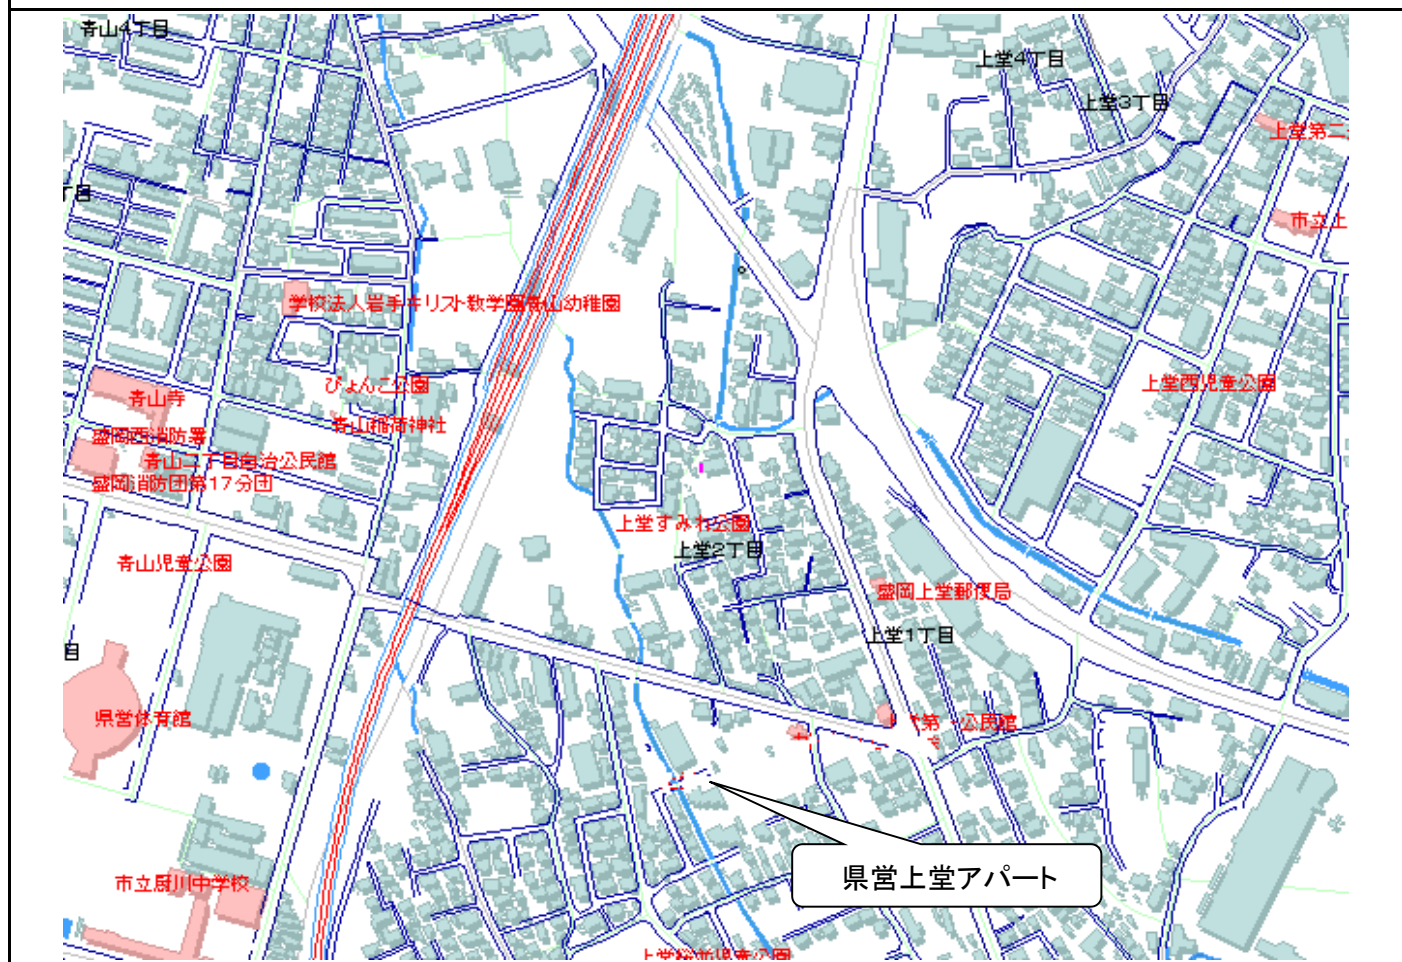 青山4丁目
上堂4丁目
上堂3丁目
上堂第二
丁目
市立上
学校法人岩手キリスト教学園青山幼稚園
ぴょんこ公園
上堂西児童公園
青山寺
青山稲荷神社
盛岡西消防署
青山二丁目自治公民館
盛岡消防団第17分団
上堂すみれ公園
上堂2丁目
青山児童公園
盛岡上堂郵便局
上堂1丁目
目
県営体育館
第一公民館
県営上堂アパート
市立厨川中学校